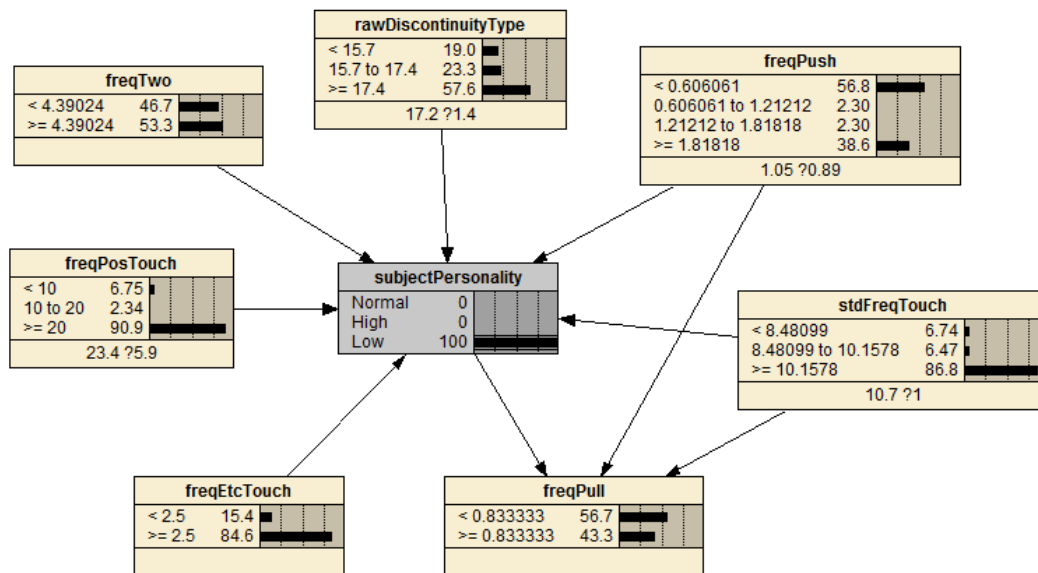 rawDiscontinuityType
< 15.7 19.0
15.7 to 17.4 23.3
>= 17.4 57.6
17.2 ?1.4
freqTwo
< 4.39024 46.7
>= 4.39024 53.3
freqPush
< 0.606061 56.8
0.606061 to 1.21212 2.30
1.21212 to 1.81818 2.30
>= 1.81818 38.6
1.05 ?0.89
freqPosTouch
< 10 6.75
10 to 20 2.34
>= 20 90.9
23.4 ?5.9
subjectPersonality
Normal 0
High 0
Low 100
stdFreqTouch
< 8.48099 6.74
8.48099 to 10.1578 6.47
>= 10.1578 86.8
10.7 ?1
freqEtcTouch
< 2.5 15.4
>= 2.5 84.6
freqPull
< 0.833333 56.7
>= 0.833333 43.3